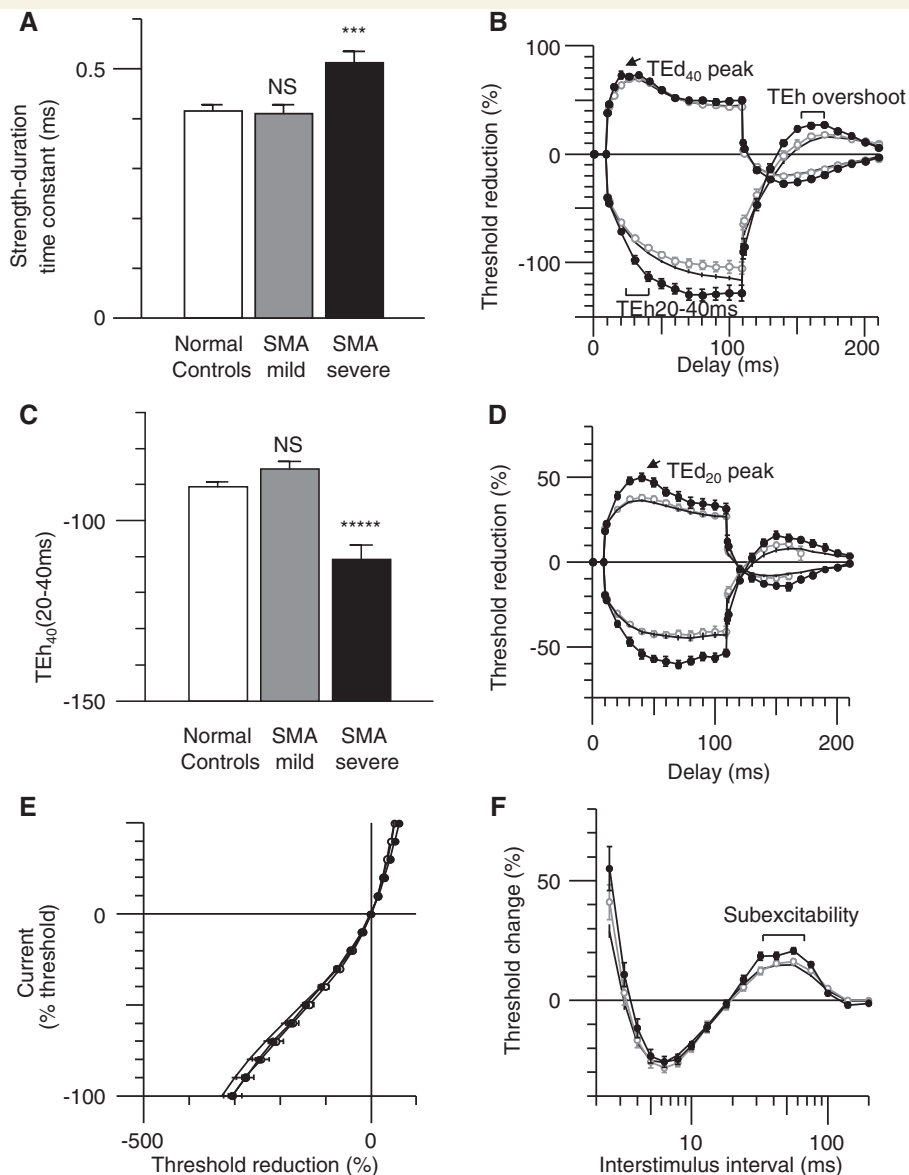 A
Strength-duration
time constant (ms)
0.5
0
***
NS
Normal
Controls
SMA
mild
SMA
severe
B
Threshold reduction (%)
100
0
-100
TEd40 peak
TEh overshoot
TEh20-40ms
0
100
200
Delay (ms)
C
TEh40(20-40ms)
-100
-150
NS
*****
Normal
Controls
SMA
mild
SMA
severe
D
Threshold reduction (%)
50
0
-50
TEd20 peak
0
100
200
Delay (ms)
E
Current
(% threshold)
0
-100
-500
0
Threshold reduction (%)
F
Threshold change (%)
50
0
Subexcitability
10
100
Interstimulus interval (ms)